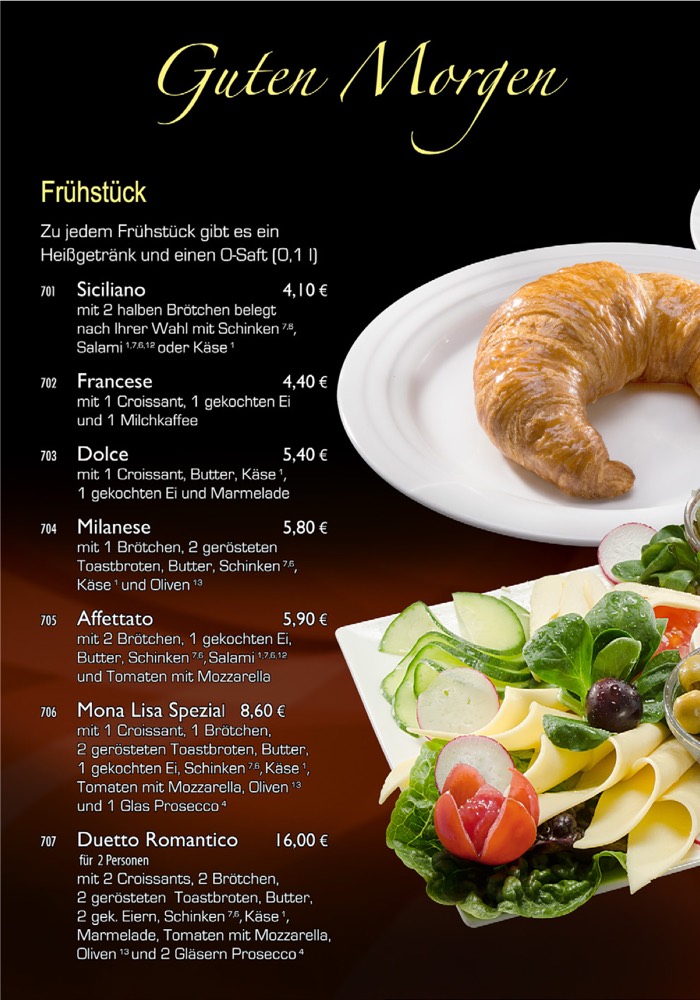 Guten Morgen
Frühstück
Zu jedem Frühstück gibt es ein
Heißgetränk und einen O-Saft (0,1 l)
701 Siciliano 4,10 €
mit 2 halben Brötchen belegt
nach Ihrer Wahl mit Schinken 7,8,
Salami 1,7,6,12 oder Käse 1
702 Francese 4,40 €
mit 1 Croissant, 1 gekochten Ei
und 1 Milchkaffee
703 Dolce 5,40 €
mit 1 Croissant, Butter, Käse 1,
1 gekochten Ei und Marmelade
704 Milanese 5,80 €
mit 1 Brötchen, 2 gerösteten
Toastbroten, Butter, Schinken 7,6,
Käse 1 und Oliven 13
705 Affettato 5,90 €
mit 2 Brötchen, 1 gekochten Ei,
Butter, Schinken 7,6, Salami 1,7,6,12
und Tomaten mit Mozzarella
706 Mona Lisa Spezial 8,60 €
mit 1 Croissant, 1 Brötchen,
2 gerösteten Toastbroten, Butter,
1 gekochten Ei, Schinken 7,6, Käse 1,
Tomaten mit Mozzarella, Oliven 13
und 1 Glas Prosecco 4
707 Duetto Romantico 16,00 €
für 2 Personen
mit 2 Croissants, 2 Brötchen,
2 gerösteten Toastbroten, Butter,
2 gek. Eiern, Schinken 7,6, Käse 1,
Marmelade, Tomaten mit Mozzarella,
Oliven 13 und 2 Gläsern Prosecco 4